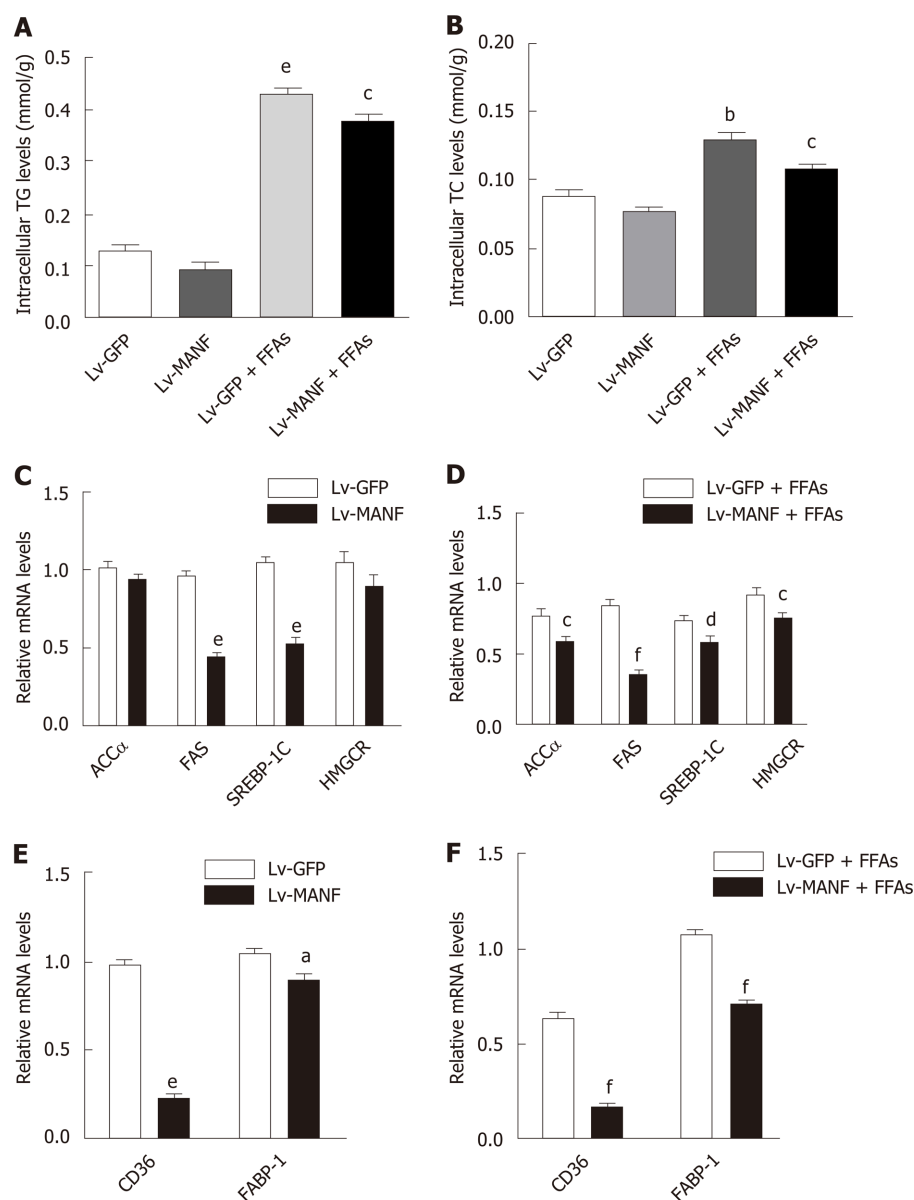 A
Intracellular TG levels (mmol/g)
0.5
0.4
0.3
0.2
0.1
0.0
e
c
Lv-GFP
Lv-MANF
Lv-GFP + FFAs
Lv-MANF + FFAs
B
Intracellular TC levels (mmol/g)
0.20
0.15
0.10
0.05
0.00
b
c
Lv-GFP
Lv-MANF
Lv-GFP + FFAs
Lv-MANF + FFAs
C
Relative mRNA levels
1.5
1.0
0.5
0.0
Lv-GFP
Lv-MANF
e
e
ACCα
FAS
SREBP-1C
HMGCR
D
Relative mRNA levels
1.5
1.0
0.5
0.0
Lv-GFP + FFAs
Lv-MANF + FFAs
c
f
d
c
ACCα
FAS
SREBP-1C
HMGCR
E
Relative mRNA levels
1.5
1.0
0.5
0.0
Lv-GFP
Lv-MANF
e
a
CD36
FABP-1
F
Relative mRNA levels
1.5
1.0
0.5
0.0
Lv-GFP + FFAs
Lv-MANF + FFAs
f
f
CD36
FABP-1